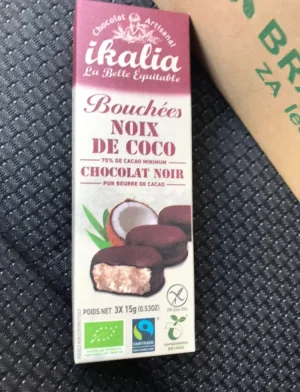 Chocolat Artisanal
ikalia
La Belle Equitable
Bouchées
NOIX
DE COCO
70% DE CACAO MINIMUM
CHOCOLAT NOIR
PUR BEURRE DE CACAO
POIDS NET 3X 15g (0.53OZ)
FAIRTRADE
BRA
ZA